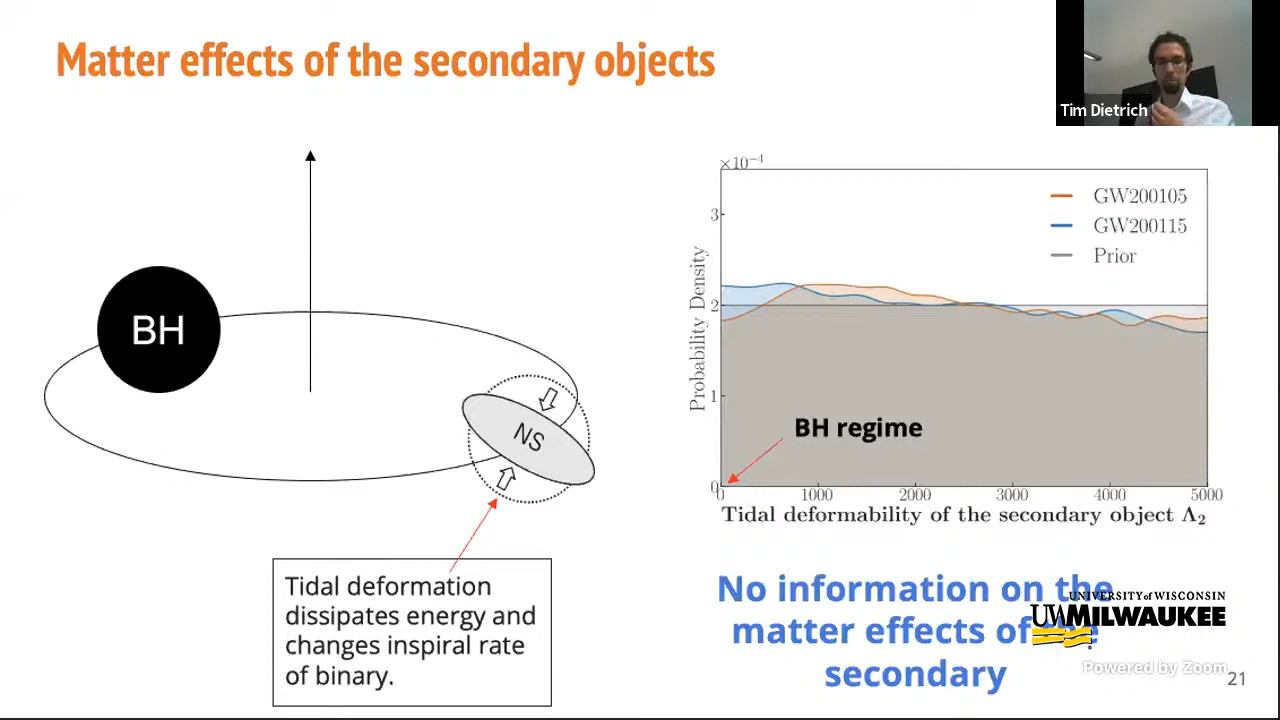 Matter effects of the secondary objects
Tim Dietrich
BH
NS
Tidal deformation
dissipates energy and
changes inspiral rate
of binary.
×10⁻⁴
3
2
1
0
Probability Density
GW200105
GW200115
Prior
BH regime
0 1000 2000 3000 4000 5000
Tidal deformability of the secondary object Λ₂
No information on the
matter effects of the
secondary
UNIVERSITY of WISCONSIN
UWMILWAUKEE
Powered by Zoom
21